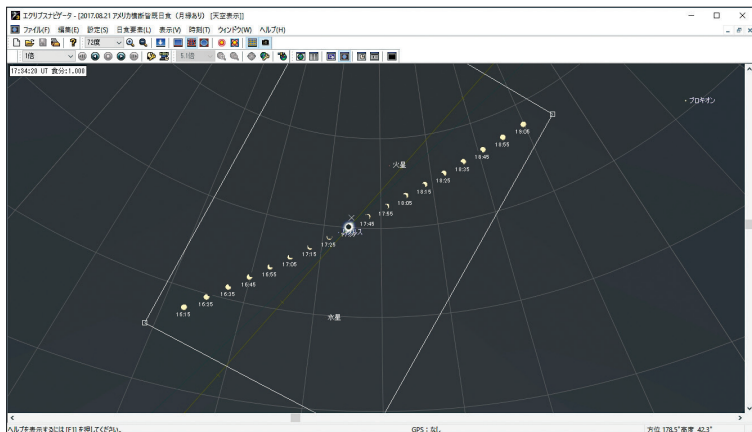 エクリプスナビゲータ - [2017.08.21 アメリカ横断皆既日食 (月縁あり) [天空表示]]
ファイル(F) 編集(E) 設定(S) 日食要素(L) 表示(V) 時刻(T) ウィンドウ(W) ヘルプ(H)
72度
1倍
17:34:20 UT 食分:1.000
・プロキオン
19:05
18:55
18:45
火星
18:35
18:25
18:15
18:05
17:55
17:45
17:25
17:15
17:05
16:55
16:45
16:35
16:25
16:15
水星
ヘルプを表示するには [F1] を押してください。 GPS : なし. 方位 178.5°高度 42.3°